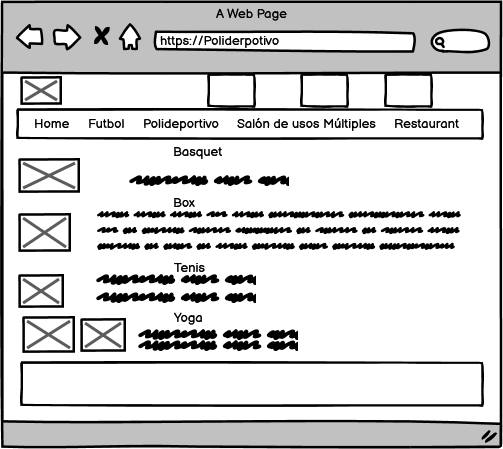 A Web Page
https://Poliderpotivo
Home Futbol Polideportivo Salón de usos Múltiples Restaurant
Basquet
Box
Tenis
Yoga